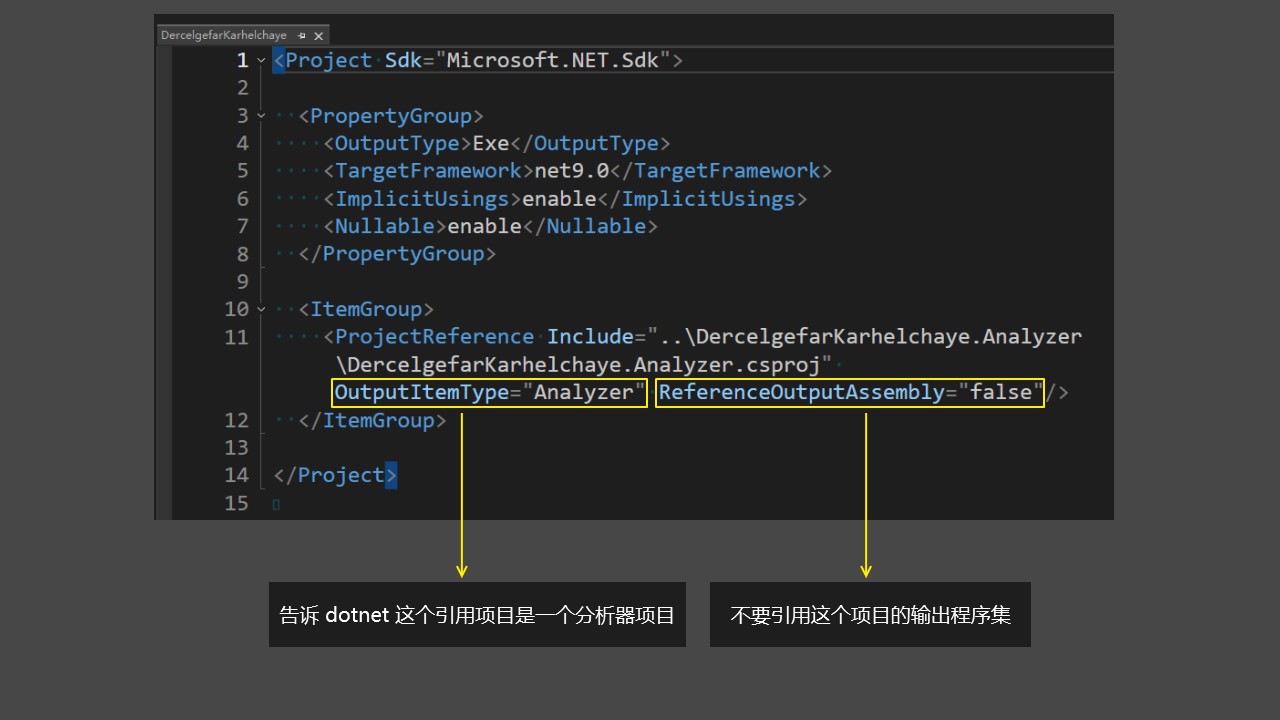 DercelgefarKarhelchaye
1 <Project Sdk="Microsoft.NET.Sdk">
2
3 <PropertyGroup>
4 <OutputType>Exe</OutputType>
5 <TargetFramework>net9.0</TargetFramework>
6 <ImplicitUsings>enable</ImplicitUsings>
7 <Nullable>enable</Nullable>
8 </PropertyGroup>
9
10 <ItemGroup>
11 <ProjectReference Include="..\DercelgefarKarhelchaye.Analyzer
\DercelgefarKarhelchaye.Analyzer.csproj"
OutputItemType="Analyzer" ReferenceOutputAssembly="false"/>
12 </ItemGroup>
13
14 </Project>
15
告诉 dotnet 这个引用项目是一个分析器项目
不要引用这个项目的输出程序集